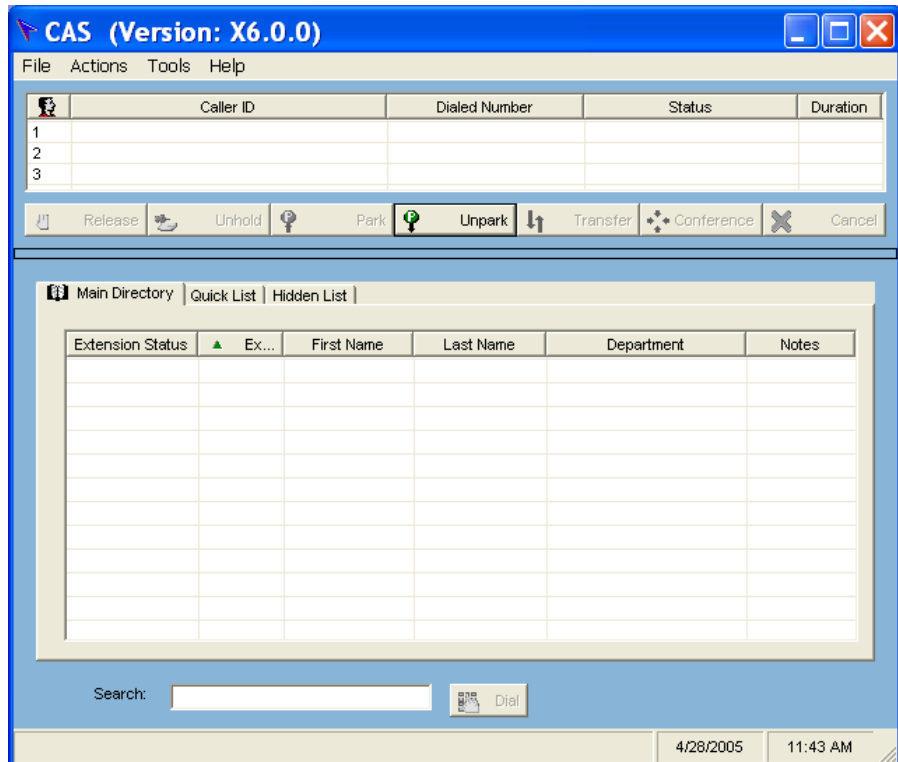 CAS (Version: X6.0.0)
File Actions Tools Help
Caller ID Dialed Number Status Duration
1
2
3
Release Unhold Park Unpark Transfer Conference Cancel
Main Directory Quick List Hidden List
Extension Status Ex... First Name Last Name Department Notes
Search: Dial
4/28/2005 11:43 AM